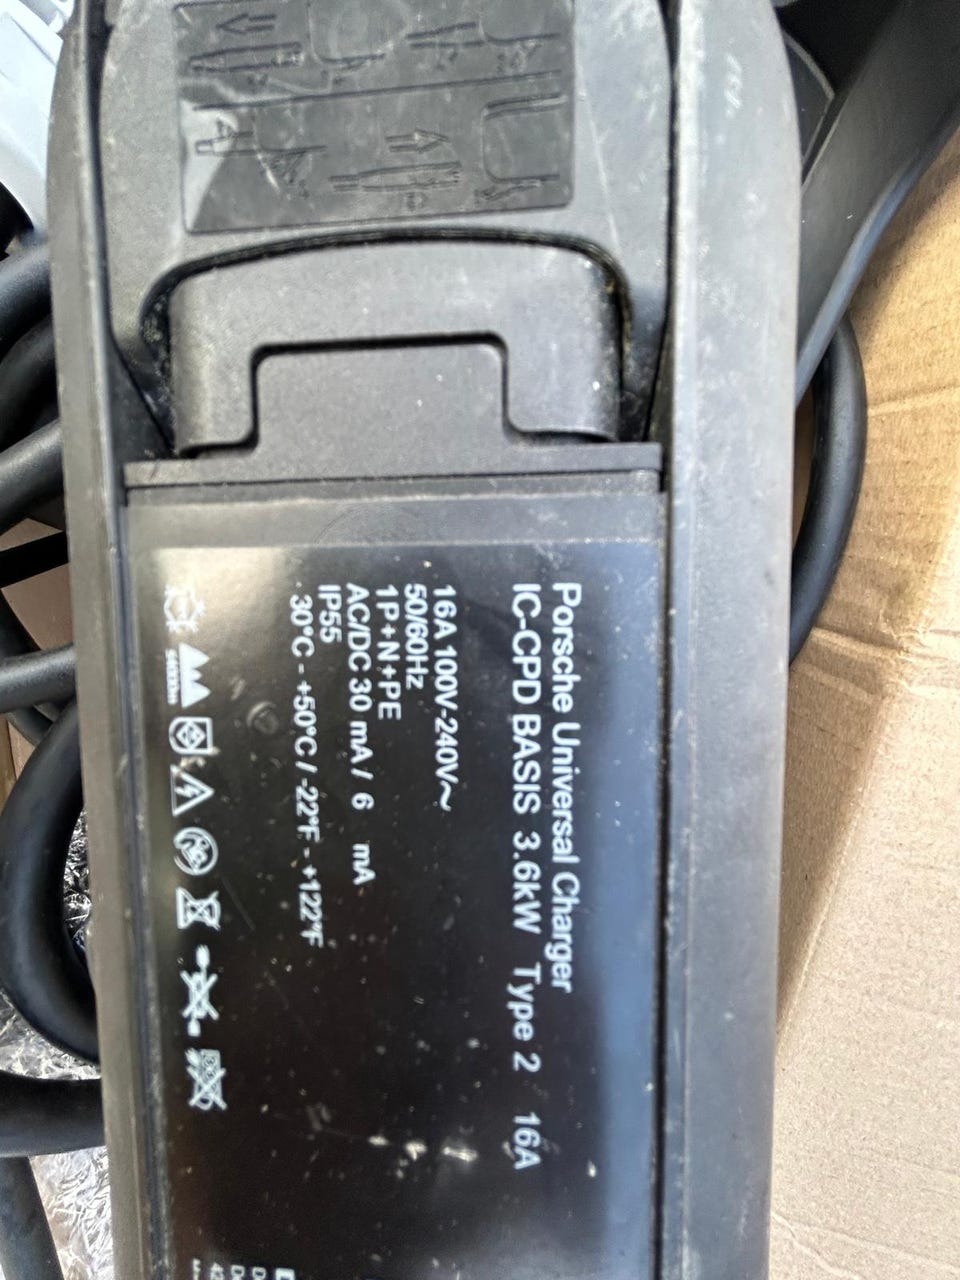 Porsche Universal Charger
IC-CPD BASIS 3.6kW Type 2 16A
16A 100V-240V~
50/60Hz
1P+N+PE
AC/DC 30 mA / 6 mA
IP55
30°C - +50°C / -22°F - +122°F